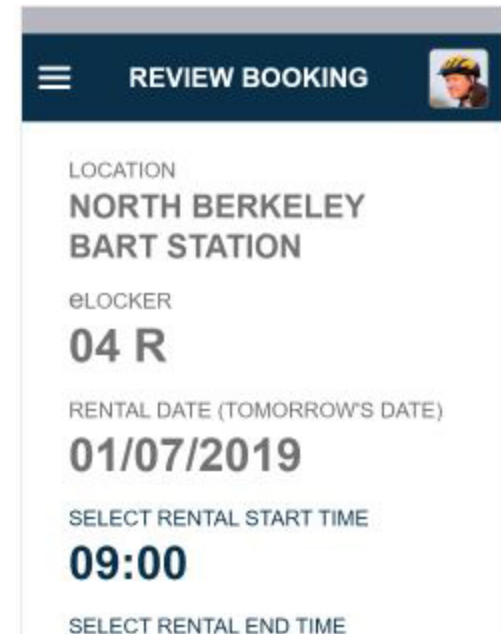 REVIEW BOOKING
LOCATION
NORTH BERKELEY
BART STATION
eLOCKER
04 R
RENTAL DATE (TOMORROW'S DATE)
01/07/2019
SELECT RENTAL START TIME
09:00
SELECT RENTAL END TIME